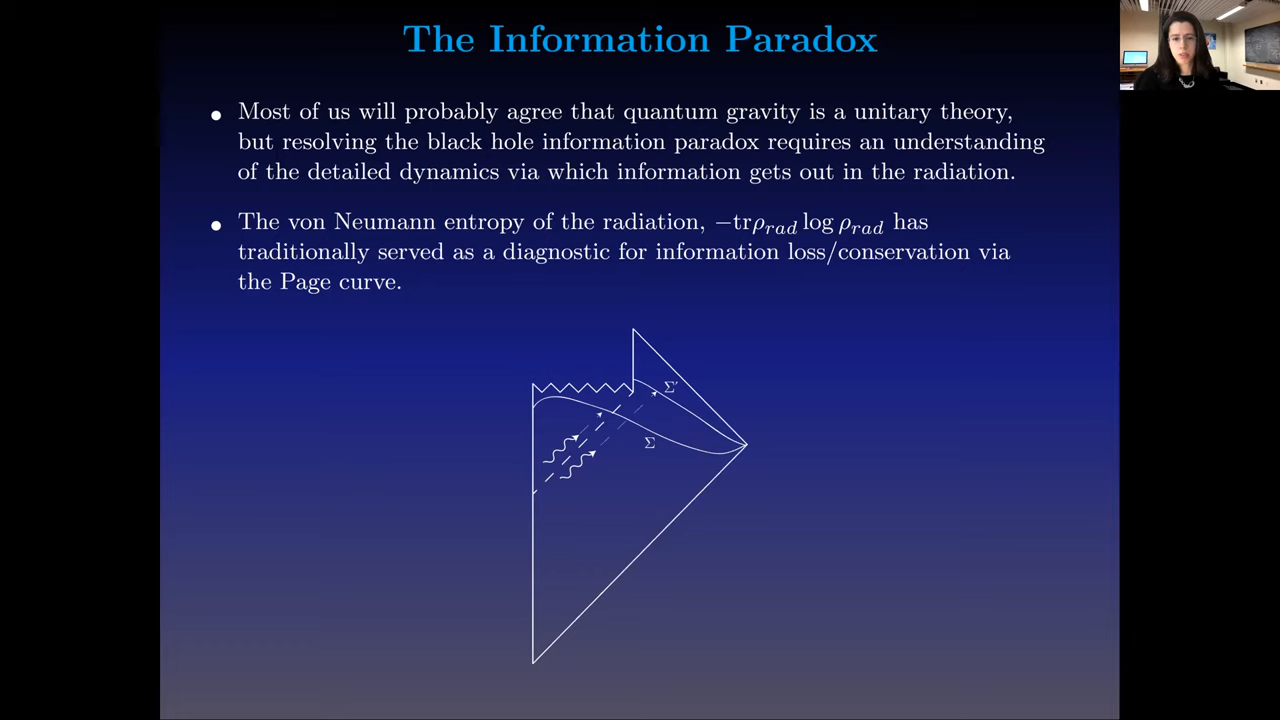 The Information Paradox
Most of us will probably agree that quantum gravity is a unitary theory,
but resolving the black hole information paradox requires an understanding
of the detailed dynamics via which information gets out in the radiation.
The von Neumann entropy of the radiation, −trρ_rad log ρ_rad has
traditionally served as a diagnostic for information loss/conservation via
the Page curve.
Σ′
Σ